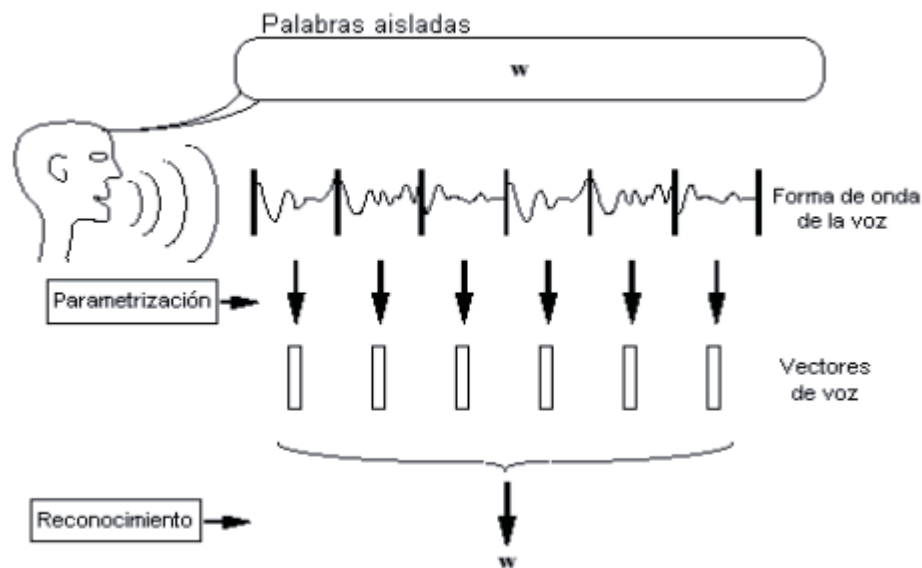 Palabras aisladas
w
Forma de onda
de la voz
Parametrización
Vectores
de voz
Reconocimiento
w